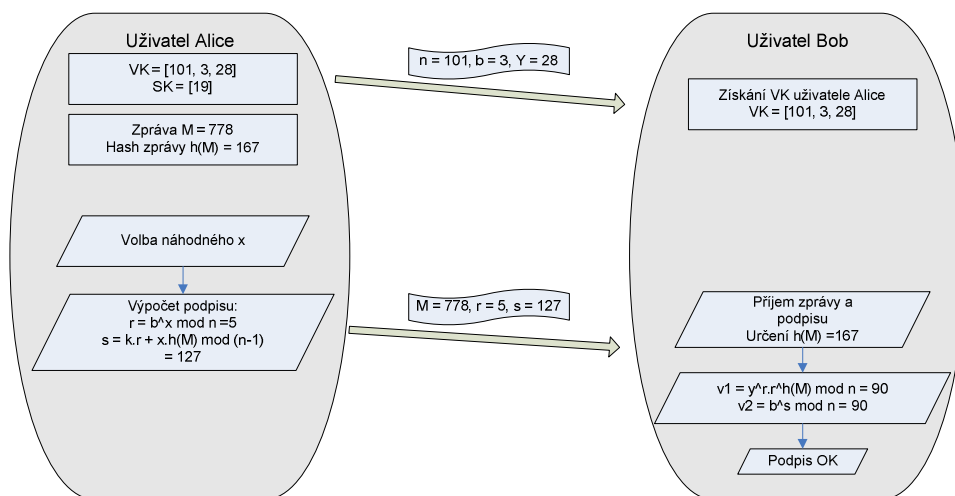 Uživatel Alice
VK = [101, 3, 28]
SK = [19]
Zpráva M = 778
Hash zprávy h(M) = 167
Volba náhodného x
Výpočet podpisu:
r = b^x mod n =5
s = k.r + x.h(M) mod (n-1)
= 127
n = 101, b = 3, Y = 28
M = 778, r = 5, s = 127
Uživatel Bob
Získání VK uživatele Alice
VK = [101, 3, 28]
Příjem zprávy a
podpisu
Určení h(M) =167
v1 = y^r.r^h(M) mod n = 90
v2 = b^s mod n = 90
Podpis OK